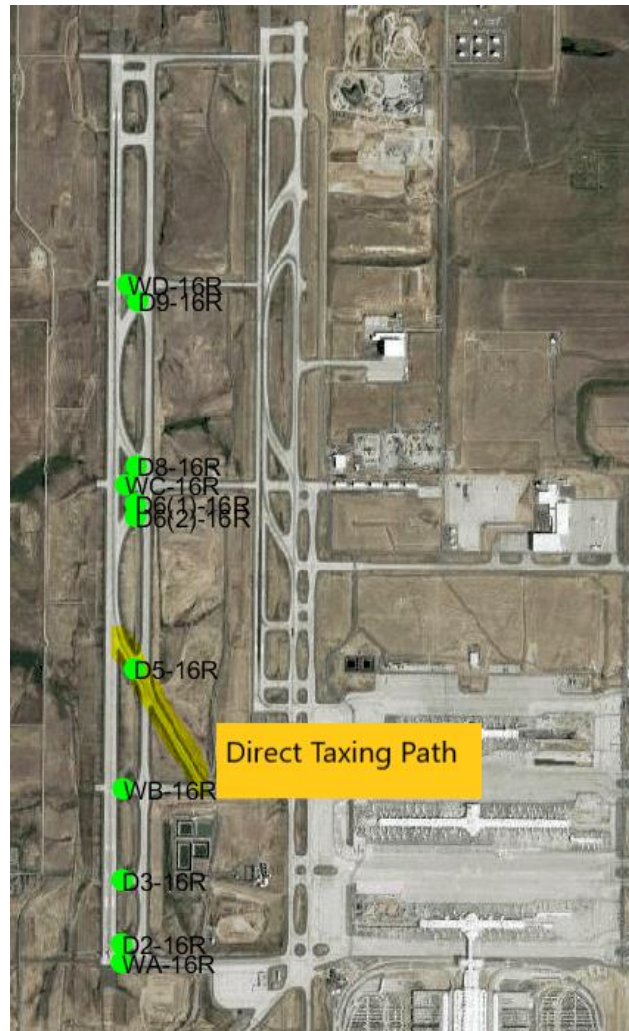 WD-16R
D9-16R
D8-16R
WC-16R
D6(1)-16R
D6(2)-16R
D5-16R
Direct Taxing Path
WB-16R
D3-16R
D2-16R
WA-16R